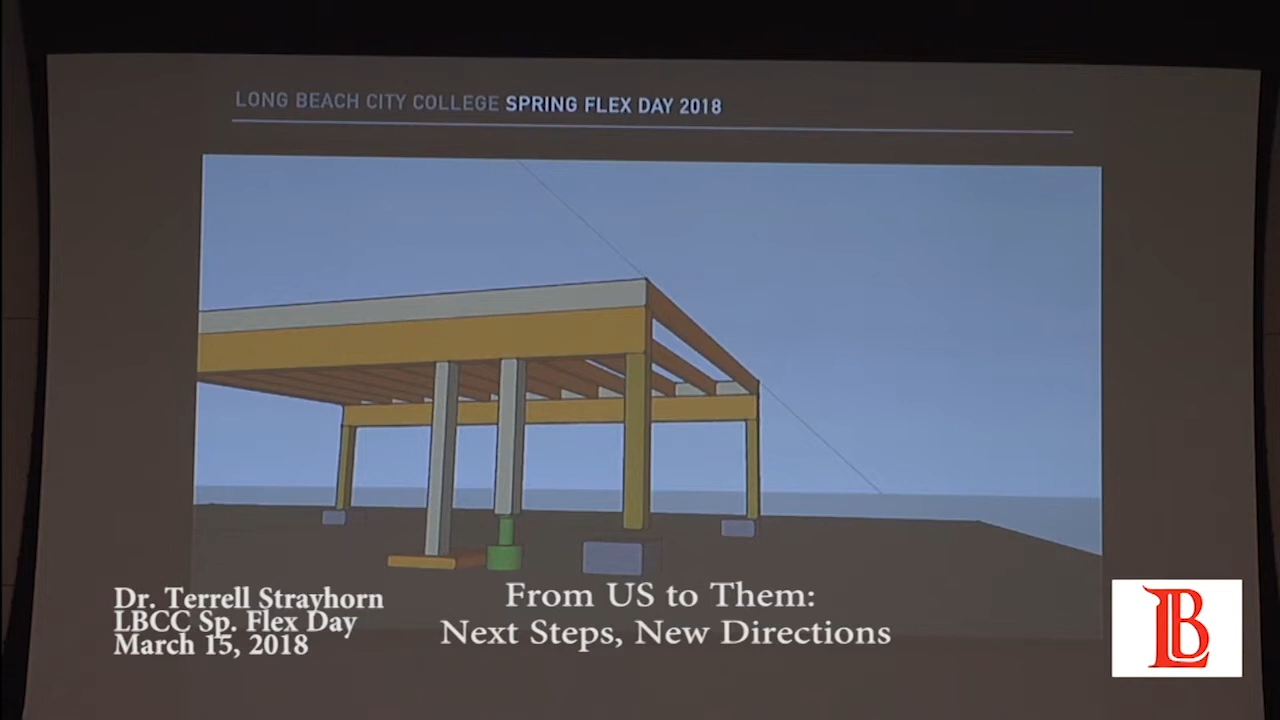 LONG BEACH CITY COLLEGE SPRING FLEX DAY 2018
Dr. Terrell Strayhorn
LBCC Sp. Flex Day
March 15, 2018
From US to Them:
Next Steps, New Directions
LB